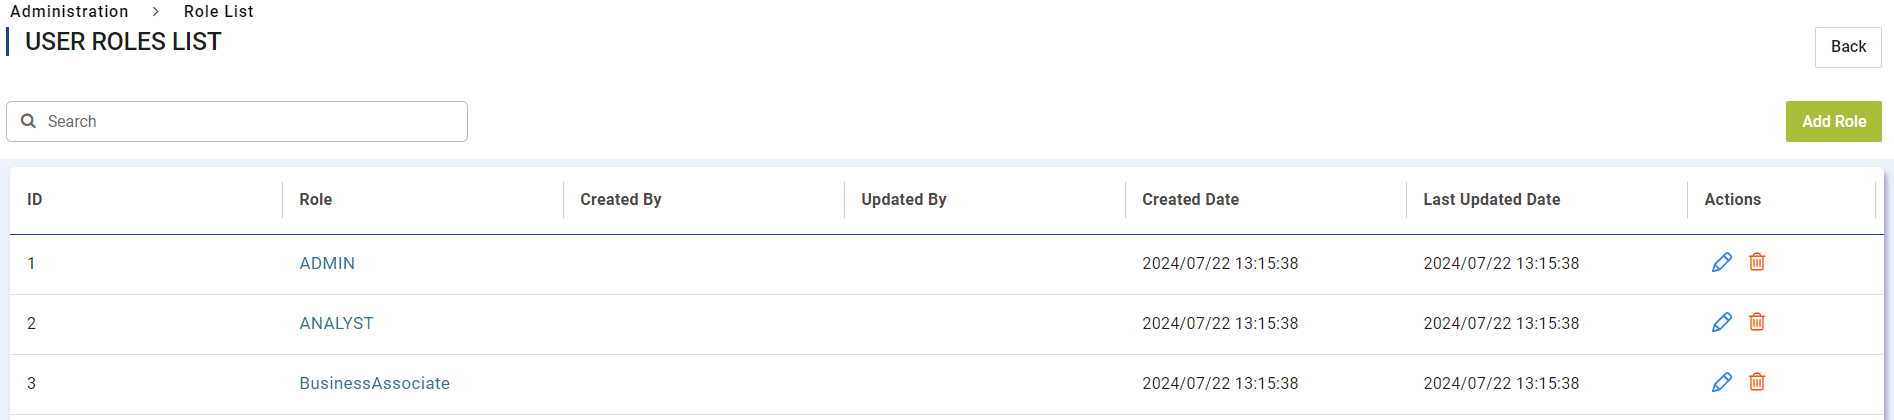 Administration > Role List
USER ROLES LIST
Back
Search
Add Role
ID Role Created By Updated By Created Date Last Updated Date Actions
1 ADMIN 2024/07/22 13:15:38 2024/07/22 13:15:38
2 ANALYST 2024/07/22 13:15:38 2024/07/22 13:15:38
3 BusinessAssociate 2024/07/22 13:15:38 2024/07/22 13:15:38